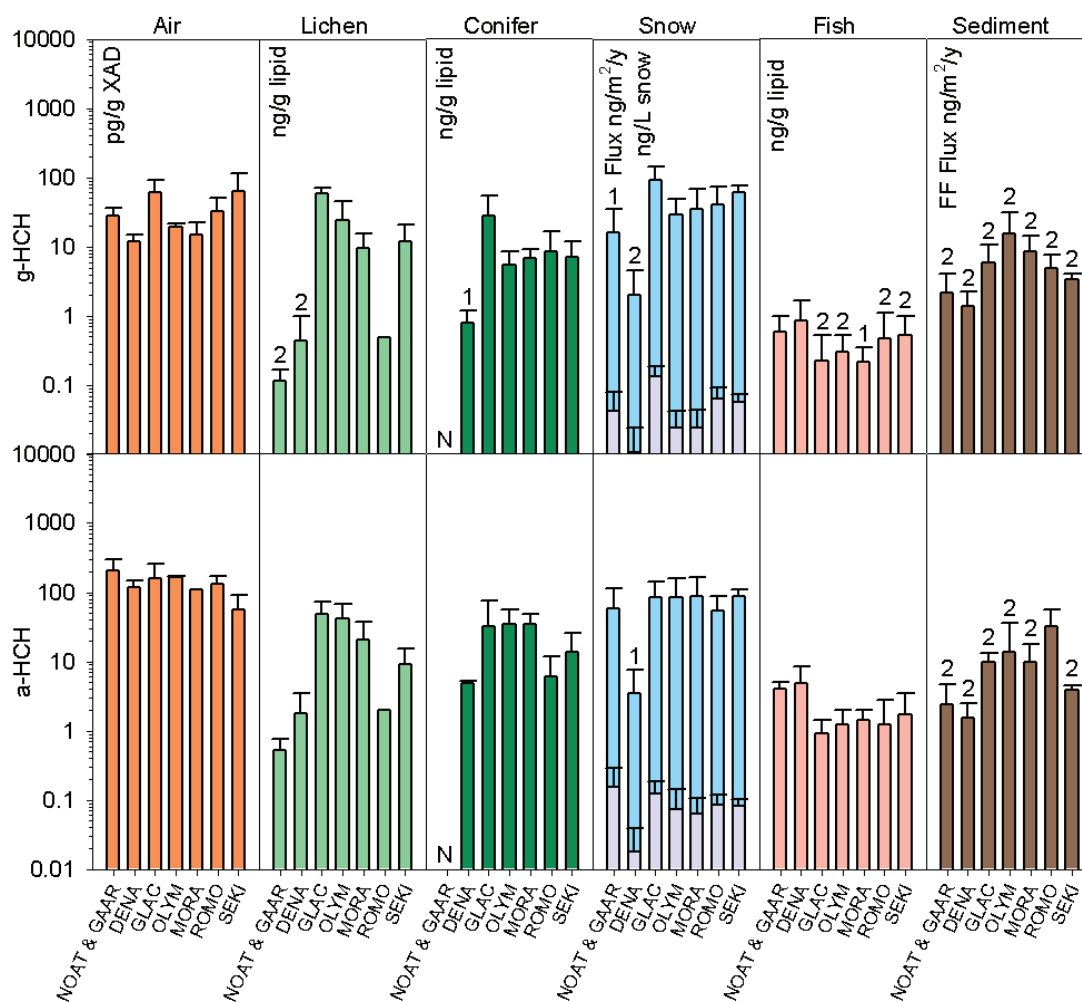 Air Lichen Conifer Snow Fish Sediment
10000
1000
100
10
1
0.1
g-HCH
pg/g XAD
ng/g lipid
ng/g lipid
Flux ng/m²/y
ng/L snow
ng/g lipid
FF Flux ng/m²/y
2 2
N 1
1 2
2 2 1 2 2
2 2 2 2 2 2 2
10000
1000
100
10
1
0.1
0.01
a-HCH
N
1
2 2 2 2 2 2
NOAT & GAAR DENA GLAC OLYM MORA ROMO SEKI
NOAT & GAAR DENA GLAC OLYM MORA ROMO SEKI
NOAT & GAAR DENA GLAC OLYM MORA ROMO SEKI
NOAT & GAAR DENA GLAC OLYM MORA ROMO SEKI
NOAT & GAAR DENA GLAC OLYM MORA ROMO SEKI
NOAT & GAAR DENA GLAC OLYM MORA ROMO SEKI